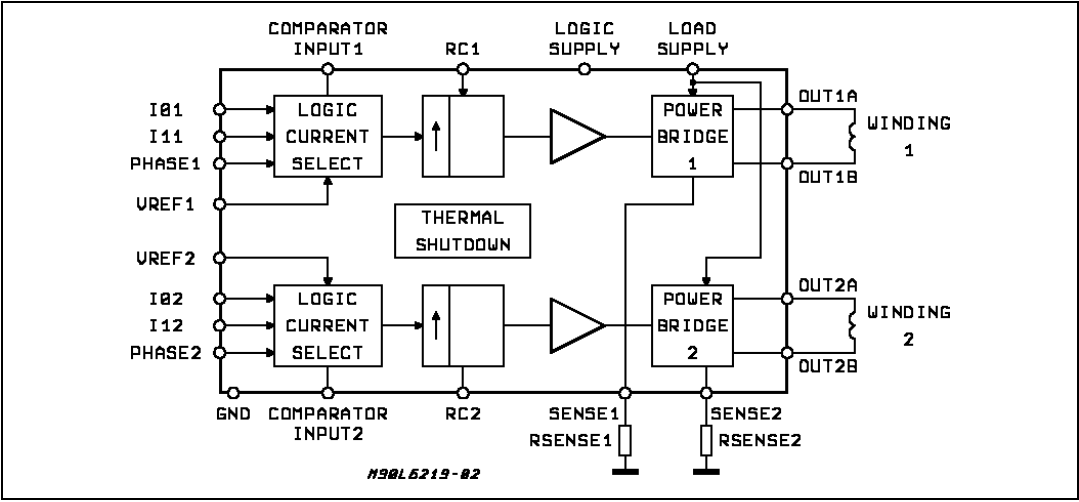 COMPARATOR
INPUT1
RC1
LOGIC
SUPPLY
LOAD
SUPPLY
I01
I11
PHASE1
VREF1
LOGIC
CURRENT
SELECT
POWER
BRIDGE
1
OUT1A
OUT1B
WINDING
1
THERMAL
SHUTDOWN
VREF2
I02
I12
PHASE2
LOGIC
CURRENT
SELECT
POWER
BRIDGE
2
OUT2A
OUT2B
WINDING
2
GND
COMPARATOR
INPUT2
RC2
SENSE1
RSENSE1
SENSE2
RSENSE2
M90L6219-02